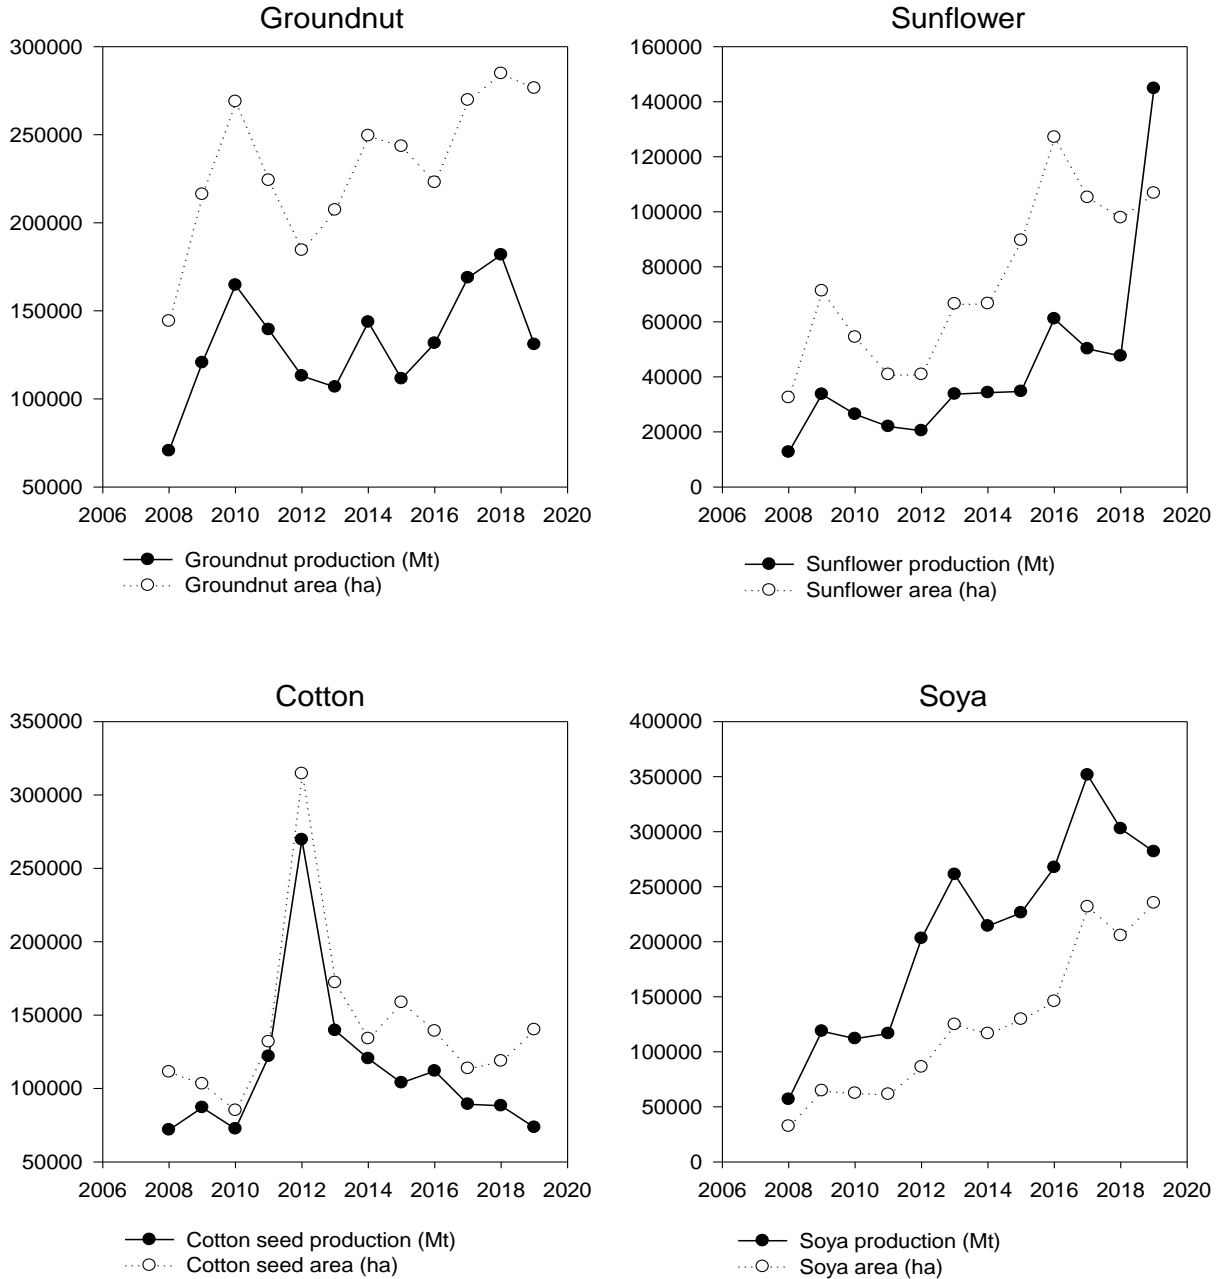 Groundnut
300000
250000
200000
150000
100000
50000
2006 2008 2010 2012 2014 2016 2018 2020
Groundnut production (Mt)
Groundnut area (ha)
Sunflower
160000
140000
120000
100000
80000
60000
40000
20000
0
2006 2008 2010 2012 2014 2016 2018 2020
Sunflower production (Mt)
Sunflower area (ha)
Cotton
350000
300000
250000
200000
150000
100000
50000
2006 2008 2010 2012 2014 2016 2018 2020
Cotton seed production (Mt)
Cotton seed area (ha)
Soya
400000
350000
300000
250000
200000
150000
100000
50000
0
2006 2008 2010 2012 2014 2016 2018 2020
Soya production (Mt)
Soya area (ha)